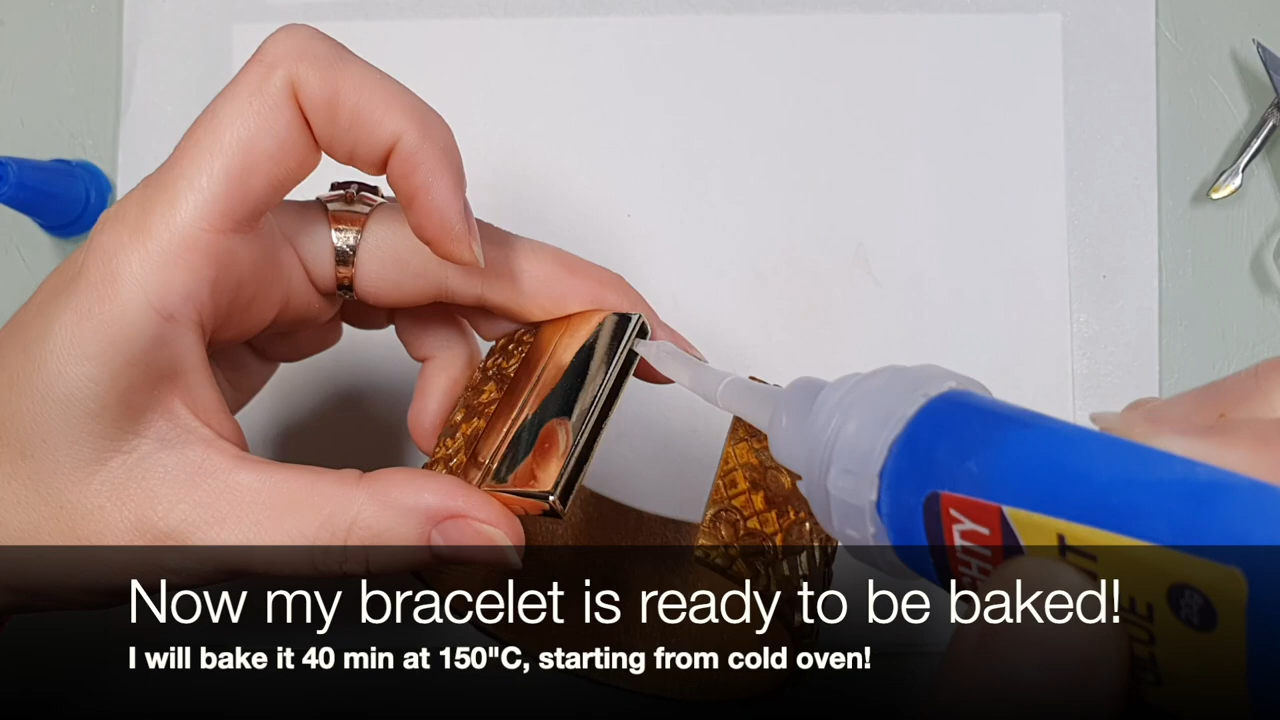 Now my bracelet is ready to be baked!
I will bake it 40 min at 150"C, starting from cold oven!
20g